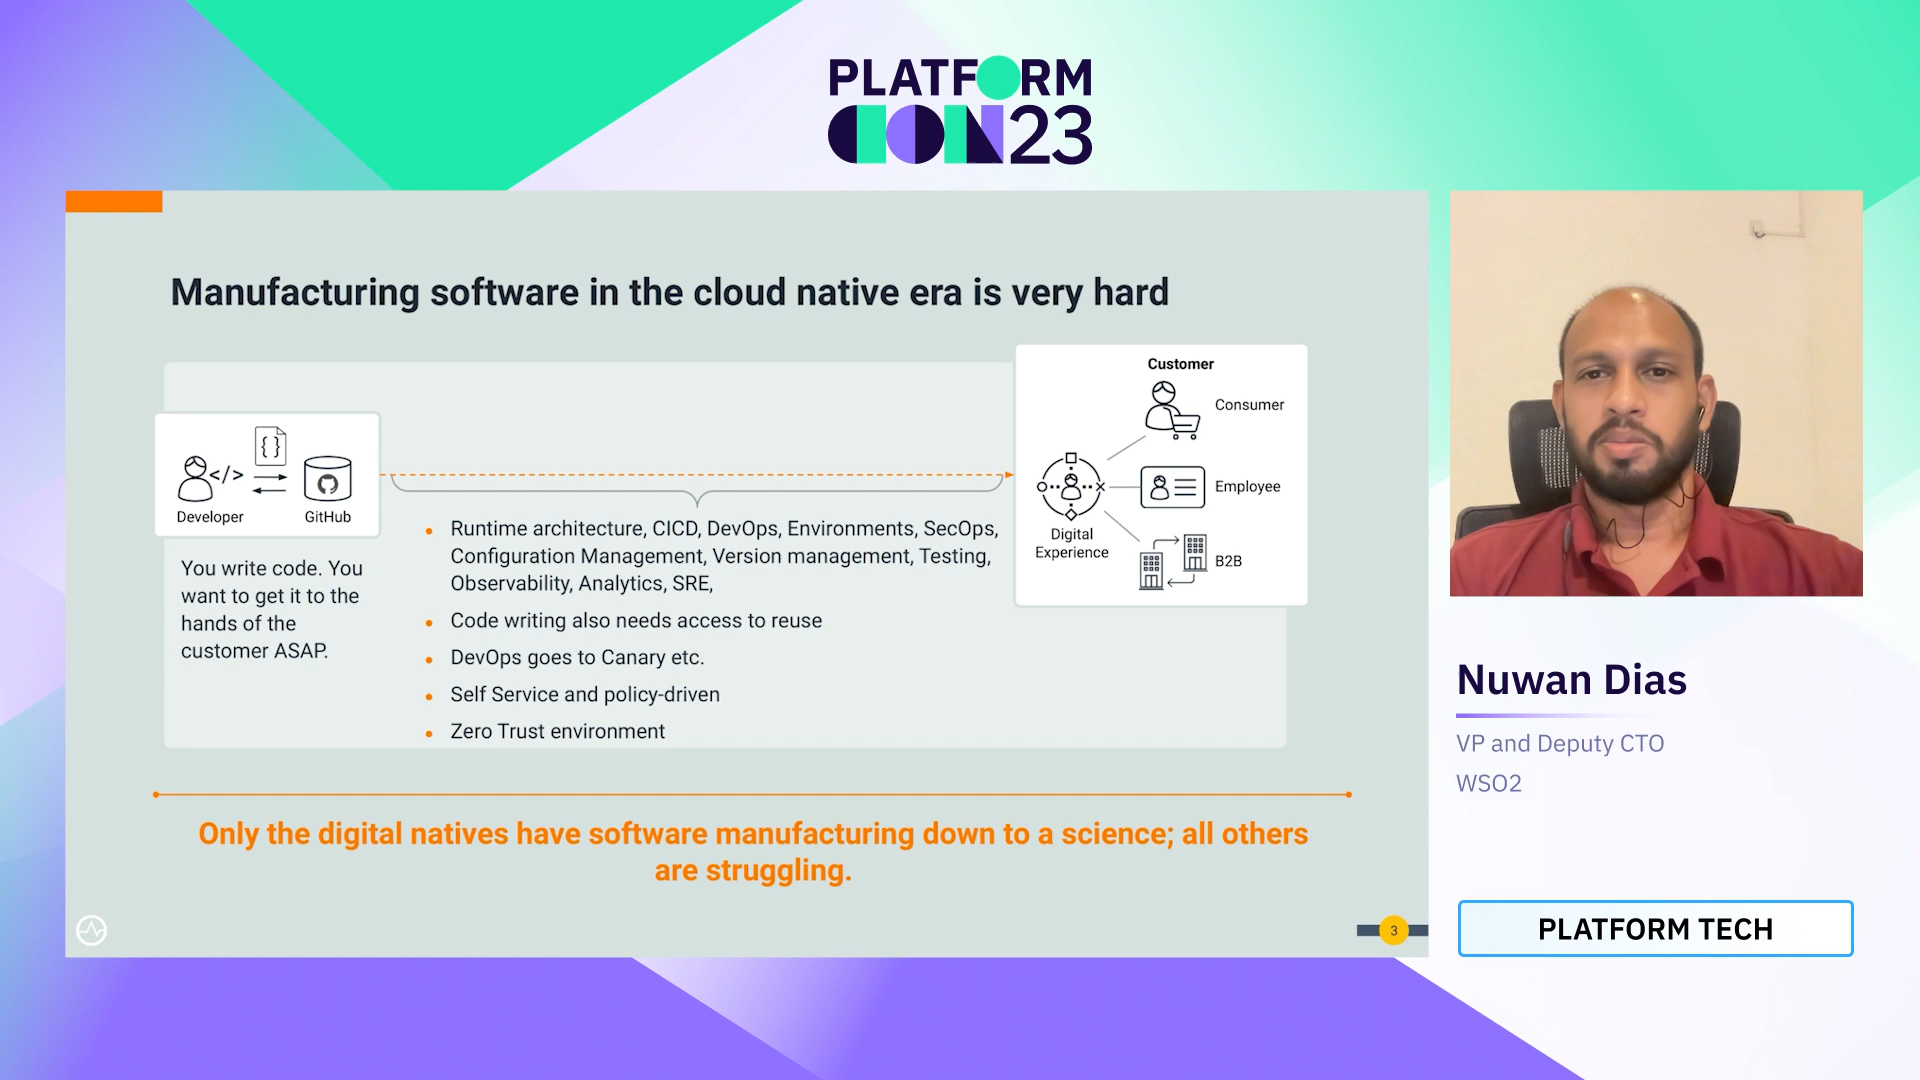 PLATFORM
CON23
Manufacturing software in the cloud native era is very hard
Developer
GitHub
{ }
</>
You write code. You
want to get it to the
hands of the
customer ASAP.
• Runtime architecture, CICD, DevOps, Environments, SecOps,
Configuration Management, Version management, Testing,
Observability, Analytics, SRE,
• Code writing also needs access to reuse
• DevOps goes to Canary etc.
• Self Service and policy-driven
• Zero Trust environment
Customer
Consumer
Employee
Digital
Experience
B2B
Only the digital natives have software manufacturing down to a science; all others
are struggling.
3
Nuwan Dias
VP and Deputy CTO
WSO2
PLATFORM TECH